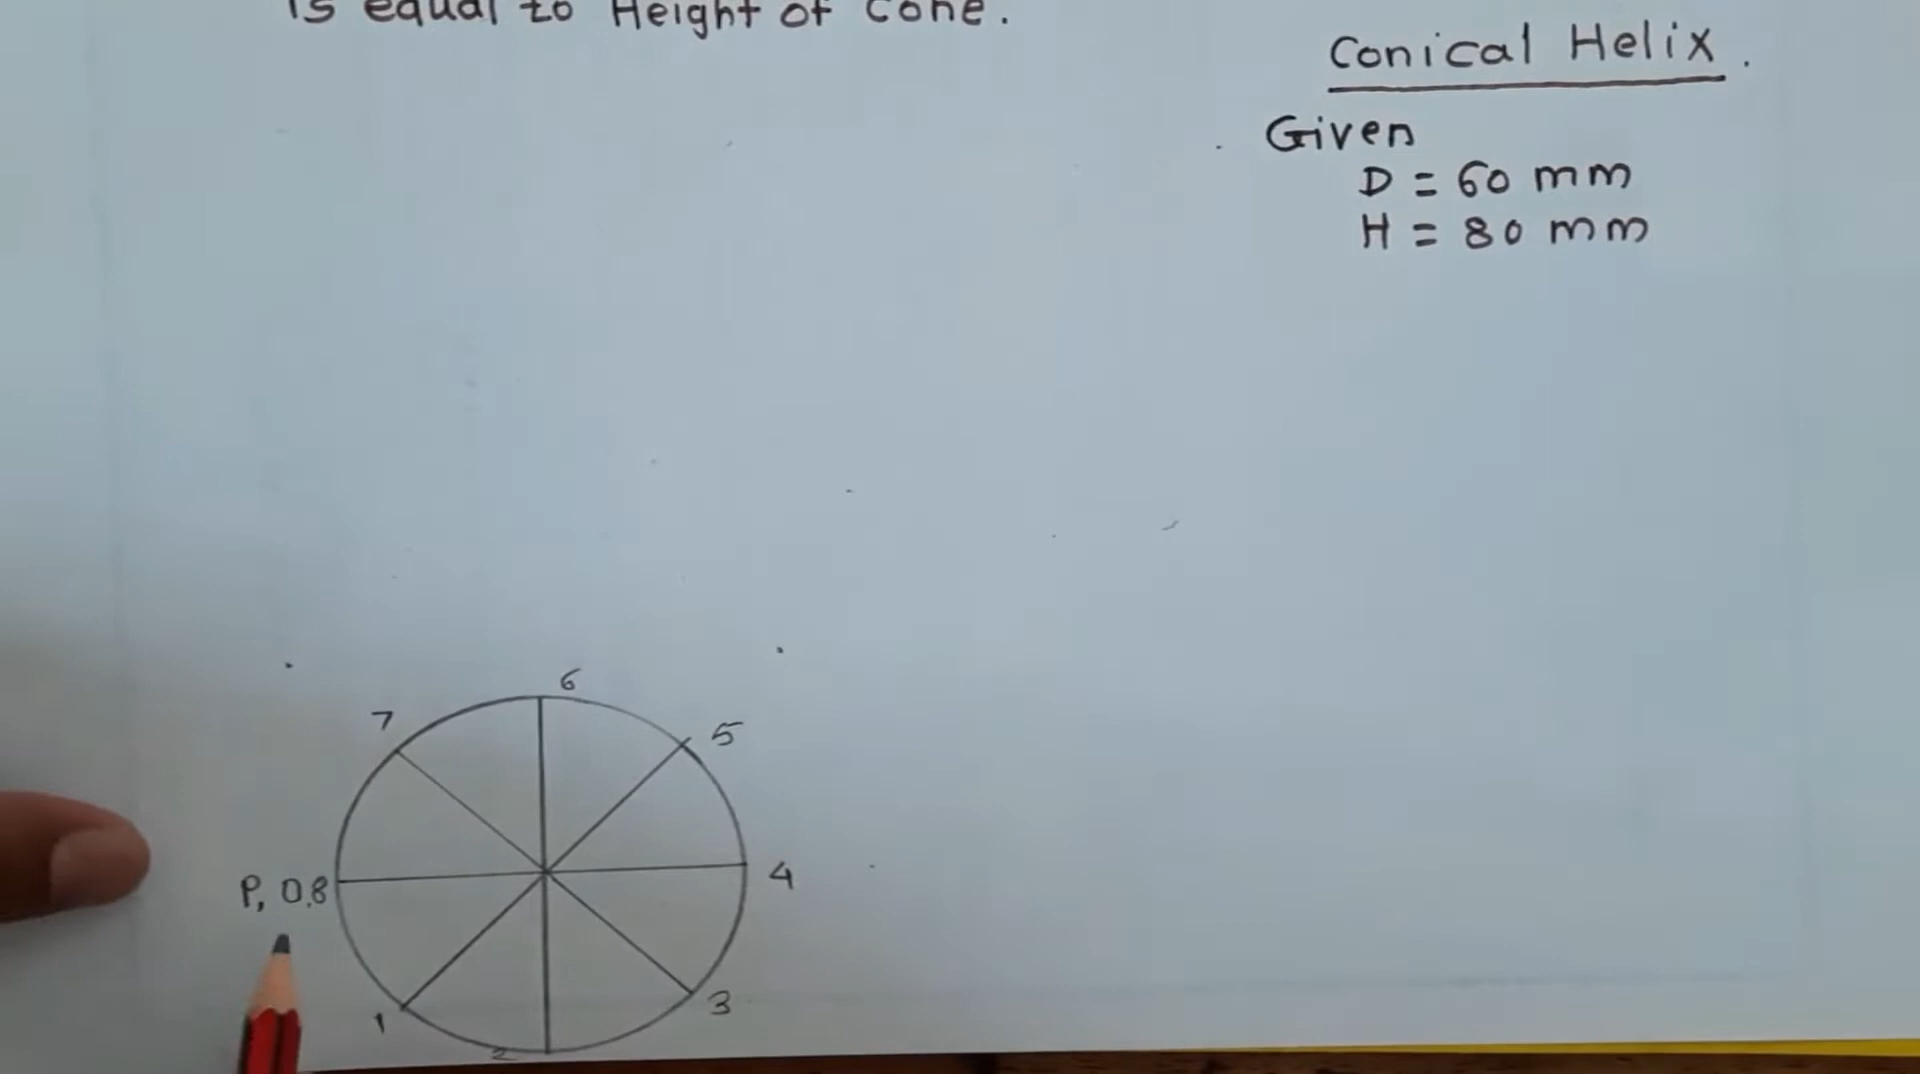 is equal to Height of Cone.
Conical Helix.
Given
D = 60 mm
H = 80 mm
6
7
5
P, 0,8
4
1
3
2